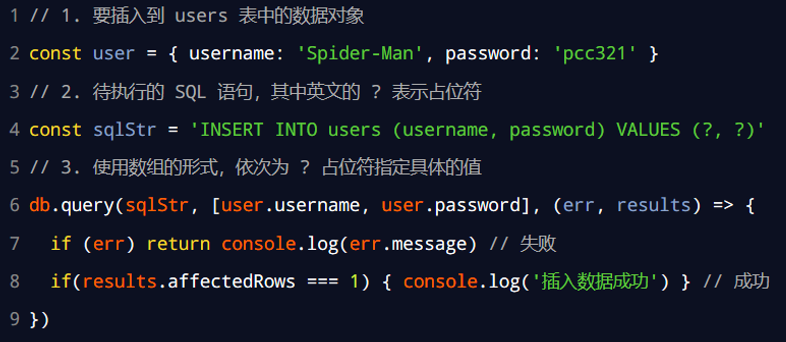 1 // 1. 要插入到 users 表中的数据对象
2 const user = { username: 'Spider-Man', password: 'pcc321' }
3 // 2. 待执行的 SQL 语句，其中英文的 ? 表示占位符
4 const sqlStr = 'INSERT INTO users (username, password) VALUES (?, ?)'
5 // 3. 使用数组的形式，依次为 ? 占位符指定具体的值
6 db.query(sqlStr, [user.username, user.password], (err, results) => {
7   if (err) return console.log(err.message) // 失败
8   if(results.affectedRows === 1) { console.log('插入数据成功') } // 成功
9 })